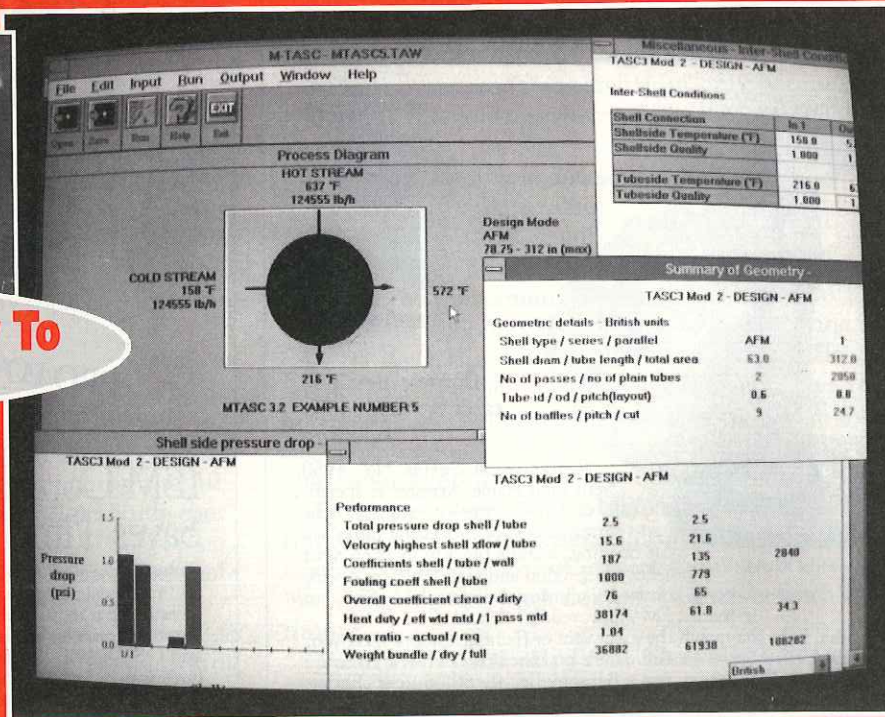 M-TASC - MTASC5.TAW
File Edit Input Run Output Window Help
Open Save Run Help Exit
EXIT
Process Diagram
HOT STREAM
637 °F
124555 lb/h
COLD STREAM
158 °F
124555 lb/h
572 °F
216 °F
MTASC 3.2 EXAMPLE NUMBER 5
Design Mode
AFM
78.75 - 312 in (max)
Miscellaneous - Inter-Shell
TASC3 Mod 2 - DESIGN - AFM
Inter-Shell Conditions
Shell Connection In 1
Shellside Temperature (°F) 158.0
Shellside Quality 1.000 1
Tubeside Temperature (°F) 216.0
Tubeside Quality 1.000 1
Summary of Geometry -
TASC3 Mod 2 - DESIGN - AFM
Geometric details - British units
Shell type / series / parallel AFM 1
Shell diam / tube length / total area 63.0 312.0
No of passes / no of plain tubes 2 2050
Tube id / od / pitch(layout) 0.6 0.8
No of baffles / pitch / cut 9 24.7
To
Shell side pressure drop -
TASC3 Mod 2 - DESIGN - AFM
Pressure
drop
(psi)
1.5
1.0
0.5
0.0
1/1
TASC3 Mod 2 - DESIGN - AFM
Performance
Total pressure drop shell / tube 2.5 2.5
Velocity highest shell xflow / tube 15.6 21.6
Coefficients shell / tube / wall 187 135 2840
Fouling coeff shell / tube 1000 779
Overall coefficient clean / dirty 76 65
Heat duty / eff wtd mtd / 1 pass mtd 38174 61.8 34.3
Area ratio - actual / req 1.04
Weight bundle / dry / full 36882 61938 108282
British